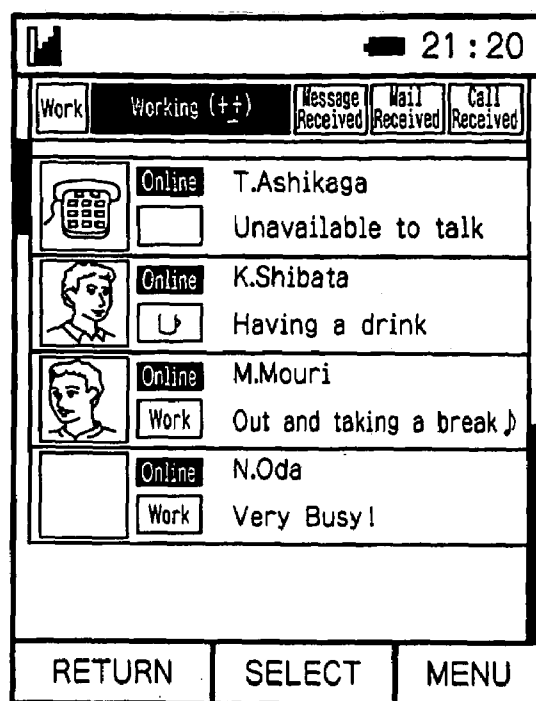 21:20
Work Working (++) Message Received Mail Received Call Received
Online T.Ashikaga
Unavailable to talk
Online K.Shibata
Having a drink
Online M.Mouri
Work Out and taking a break♪
Online N.Oda
Work Very Busy!
RETURN SELECT MENU